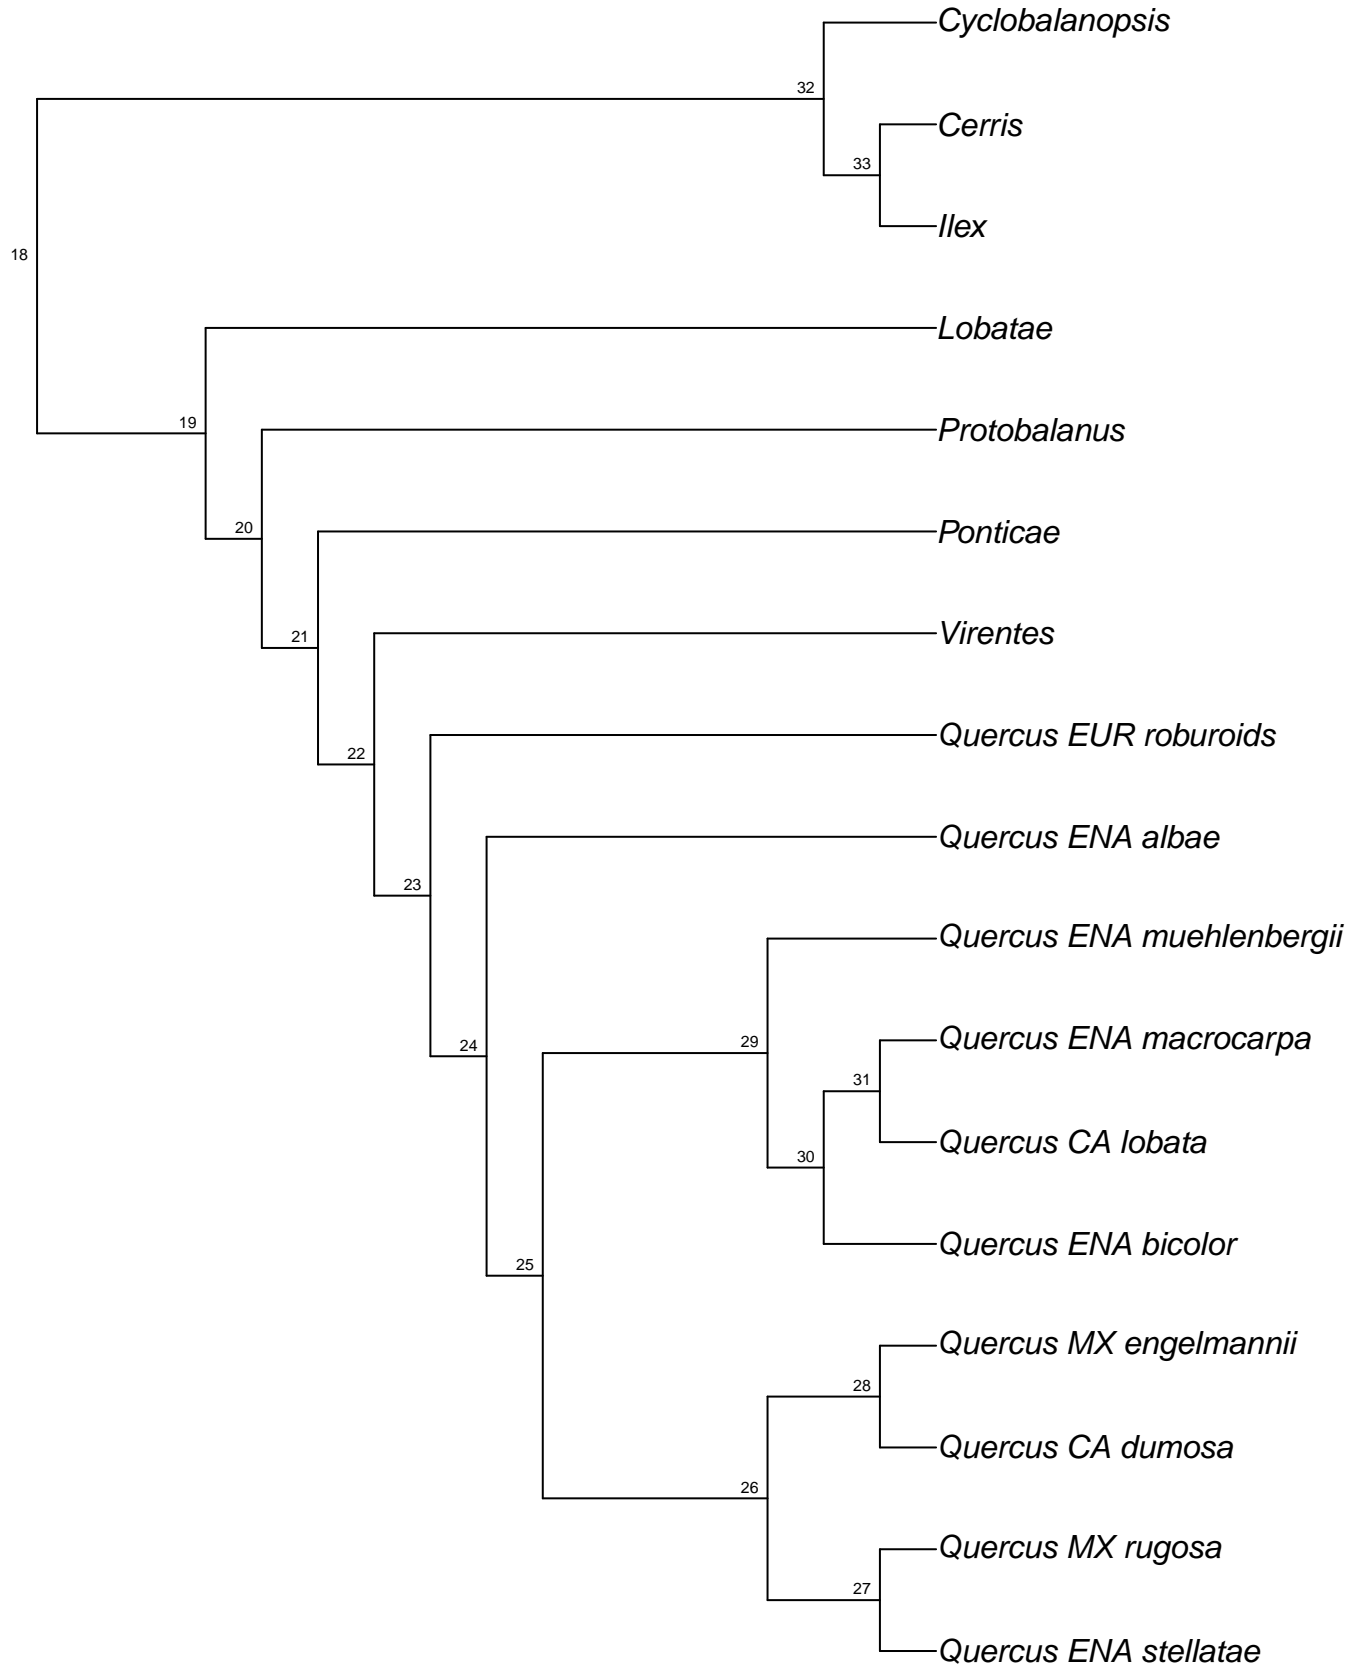 Cyclobalanopsis
32
Cerris
33
Ilex
18
Lobatae
19
Protobalanus
20
Ponticae
21
Virentes
22
Quercus EUR roburoids
Quercus ENA albae
23
Quercus ENA muehlenbergii
24
29
Quercus ENA macrocarpa
31
Quercus CA lobata
30
Quercus ENA bicolor
25
Quercus MX engelmannii
28
Quercus CA dumosa
26
Quercus MX rugosa
27
Quercus ENA stellatae